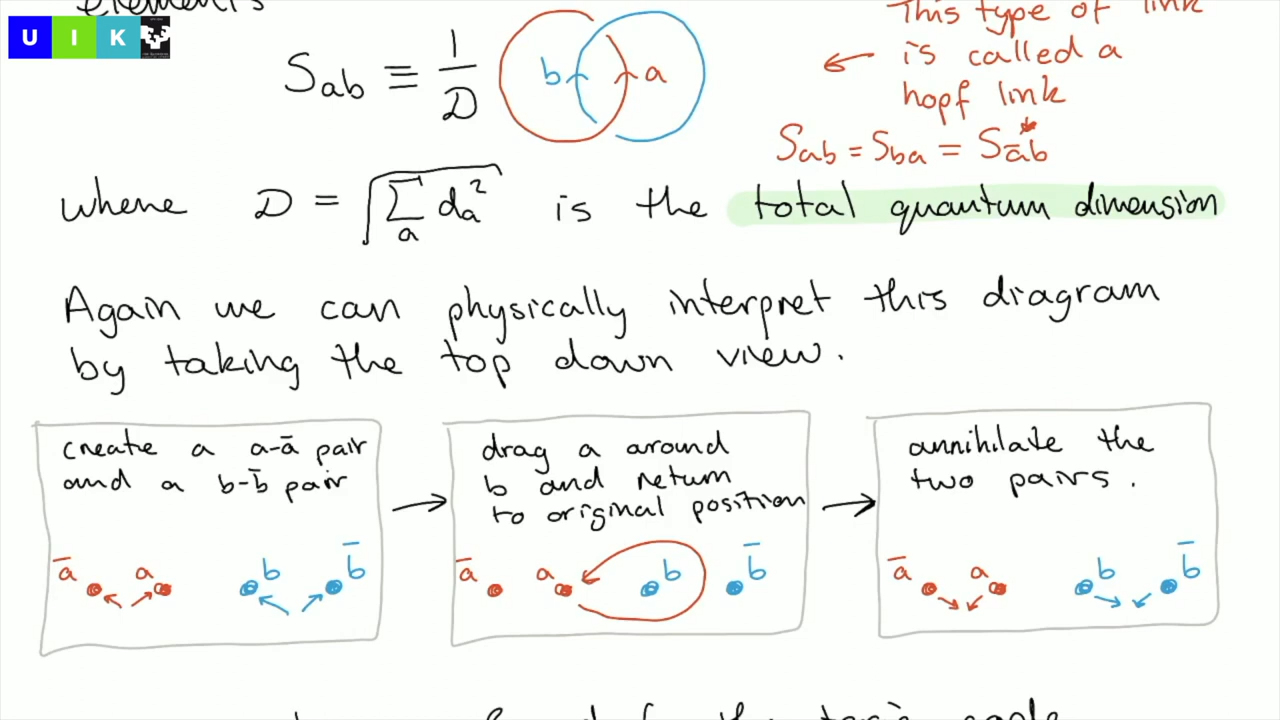 elements
U I K
S_ab ≡ 1/D b a
This type of link
← is called a
hopf link
S_ab = S_ba = S*_āb
where D = √(Σ_a d_a²) is the total quantum dimension
Again we can physically interpret this diagram
by taking the top down view.
create a a-ā pair
and a b-b̄ pair
ā a b b̄
drag a around
b and return
to original position
ā a b b̄
annihilate the
two pairs.
ā a b b̄